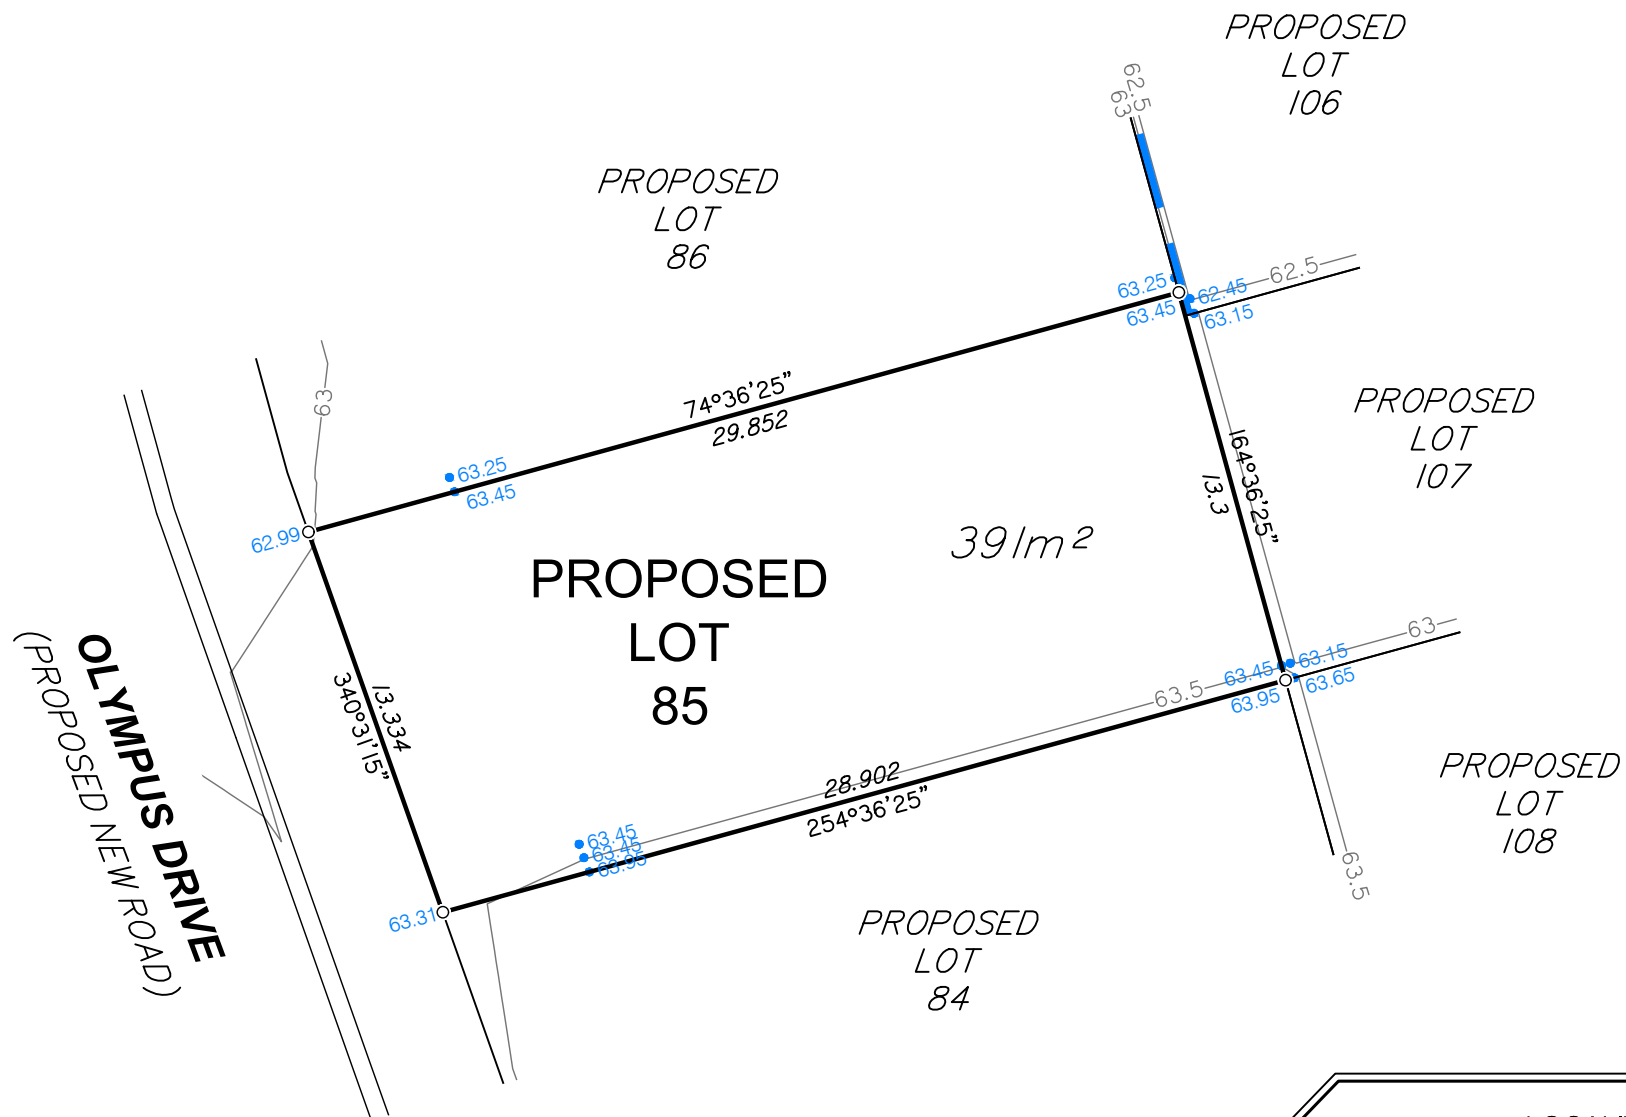 PROPOSED
LOT
106
62.5
63
PROPOSED
LOT
86
62.5
63.25
62.45
63.45
63.15
63
74°36'25"
29.852
PROPOSED
LOT
107
164°36'25"
13.3
63.25
63.45
62.99
391m²
PROPOSED
LOT
85
OLYMPUS DRIVE
(PROPOSED NEW ROAD)
13.334
340°31'15"
63
63.45
63.15
63.5
63.95
63.65
28.902
254°36'25"
PROPOSED
LOT
108
63.45
63.45
63.95
63.5
63.31
PROPOSED
LOT
84